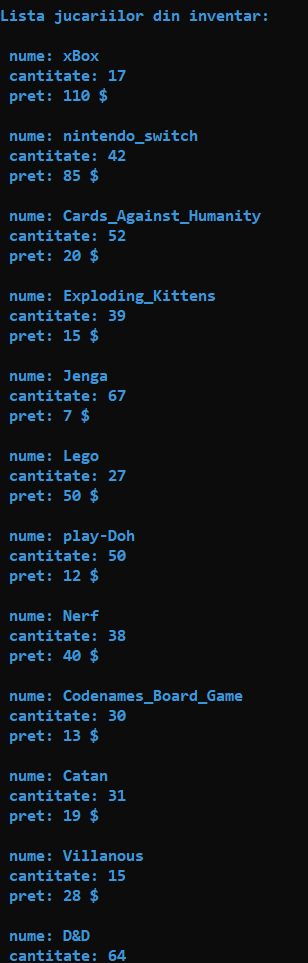 Lista jucariilor din inventar:
nume: xBox
cantitate: 17
pret: 110 $
nume: nintendo_switch
cantitate: 42
pret: 85 $
nume: Cards_Against_Humanity
cantitate: 52
pret: 20 $
nume: Exploding_Kittens
cantitate: 39
pret: 15 $
nume: Jenga
cantitate: 67
pret: 7 $
nume: Lego
cantitate: 27
pret: 50 $
nume: play-Doh
cantitate: 50
pret: 12 $
nume: Nerf
cantitate: 38
pret: 40 $
nume: Codenames_Board_Game
cantitate: 30
pret: 13 $
nume: Catan
cantitate: 31
pret: 19 $
nume: Villanous
cantitate: 15
pret: 28 $
nume: D&D
cantitate: 64